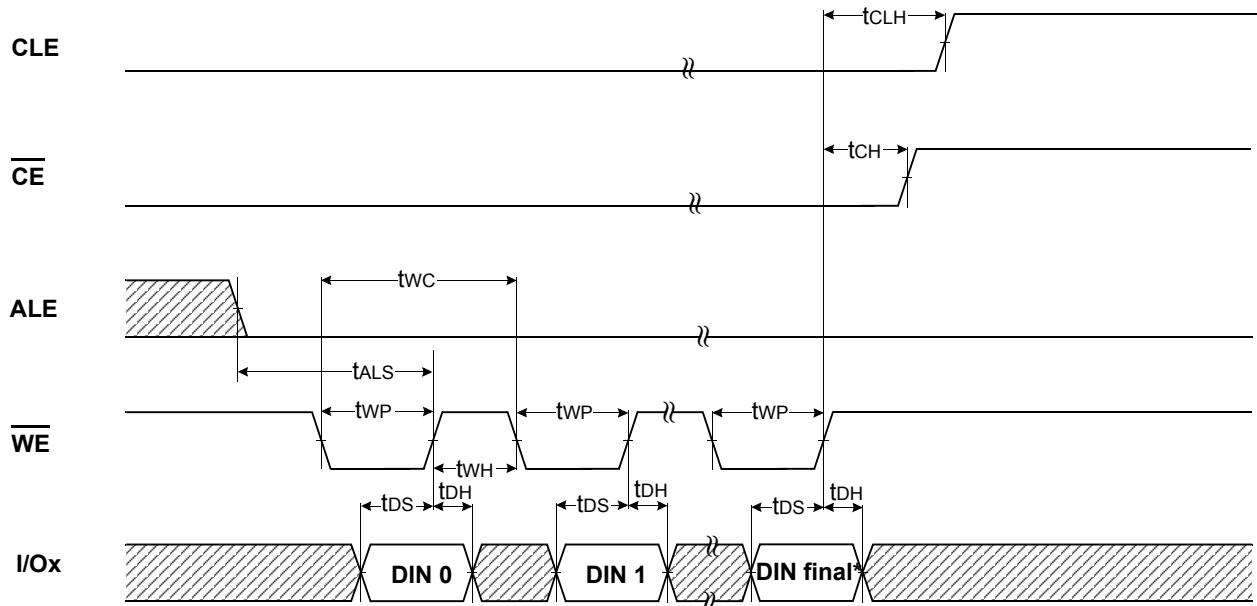 tCLH
CLE
tCH
CE
tWC
ALE
tALS
tWP tWP tWP
WE
tWH
tDS tDH tDS tDH tDS tDH
I/Ox DIN 0 DIN 1 DIN final*